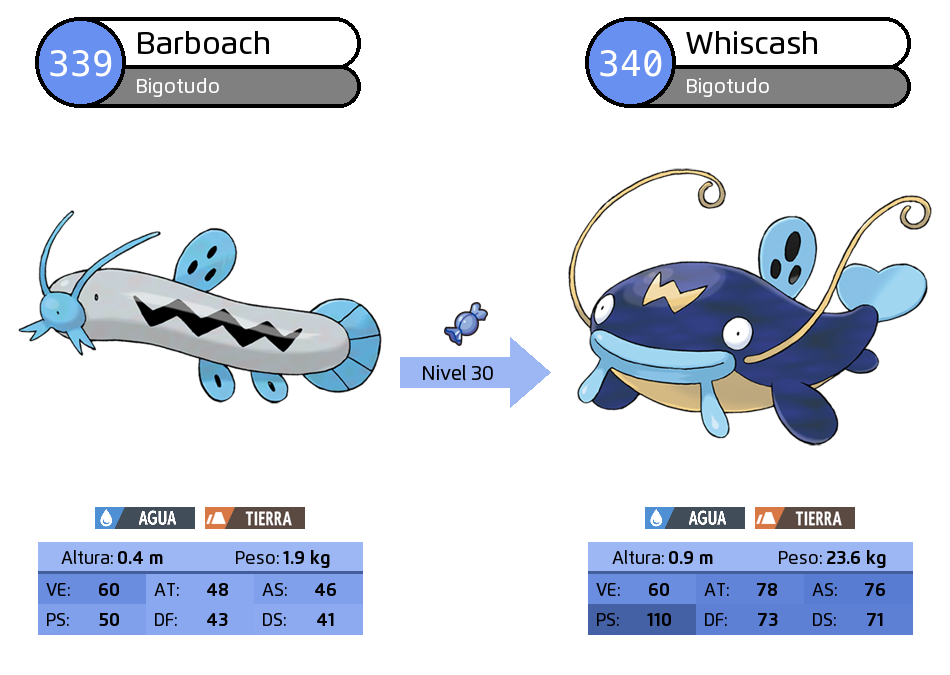 339
Barboach
Bigotudo
340
Whiscash
Bigotudo
Nivel 30
AGUA TIERRA
Altura: 0.4 m Peso: 1.9 kg
VE: 60 AT: 48 AS: 46
PS: 50 DF: 43 DS: 41
AGUA TIERRA
Altura: 0.9 m Peso: 23.6 kg
VE: 60 AT: 78 AS: 76
PS: 110 DF: 73 DS: 71